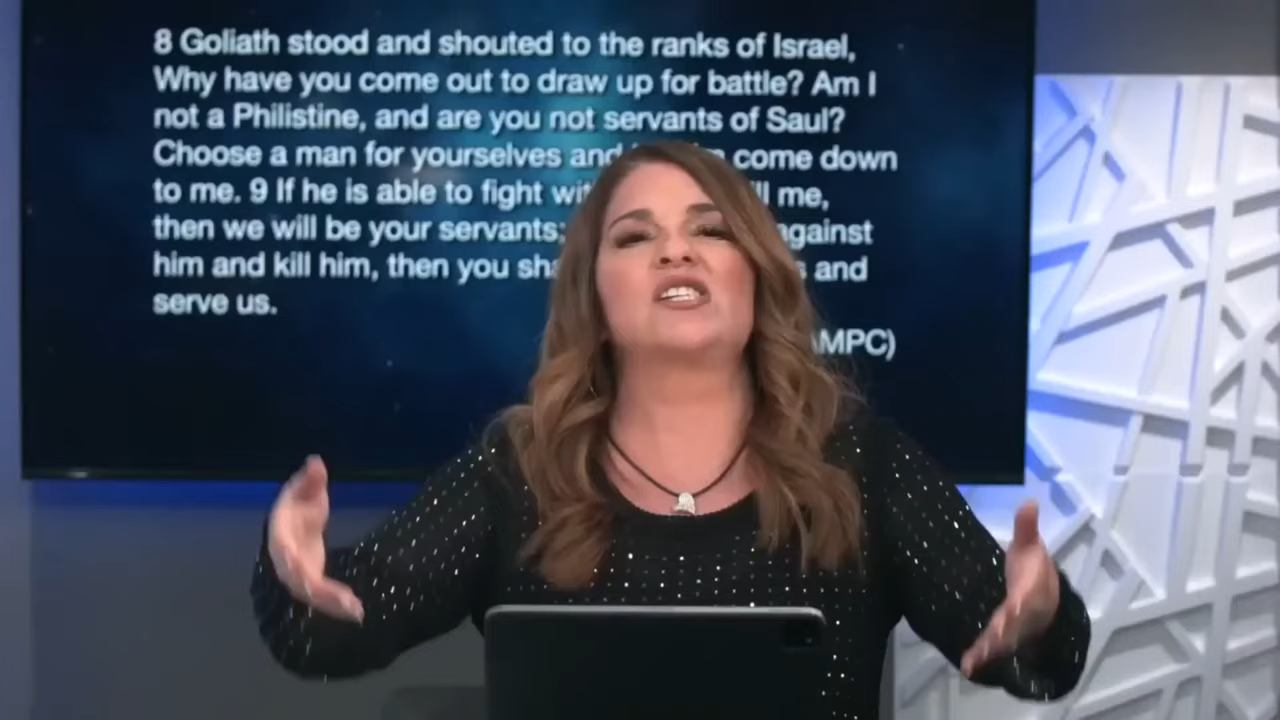 8 Goliath stood and shouted to the ranks of Israel,
Why have you come out to draw up for battle? Am I
not a Philistine, and are you not servants of Saul?
Choose a man for yourselves and come down
to me. 9 If he is able to fight me,
then we will be your servants;
him and kill him, then you and
serve us.
AMPC)